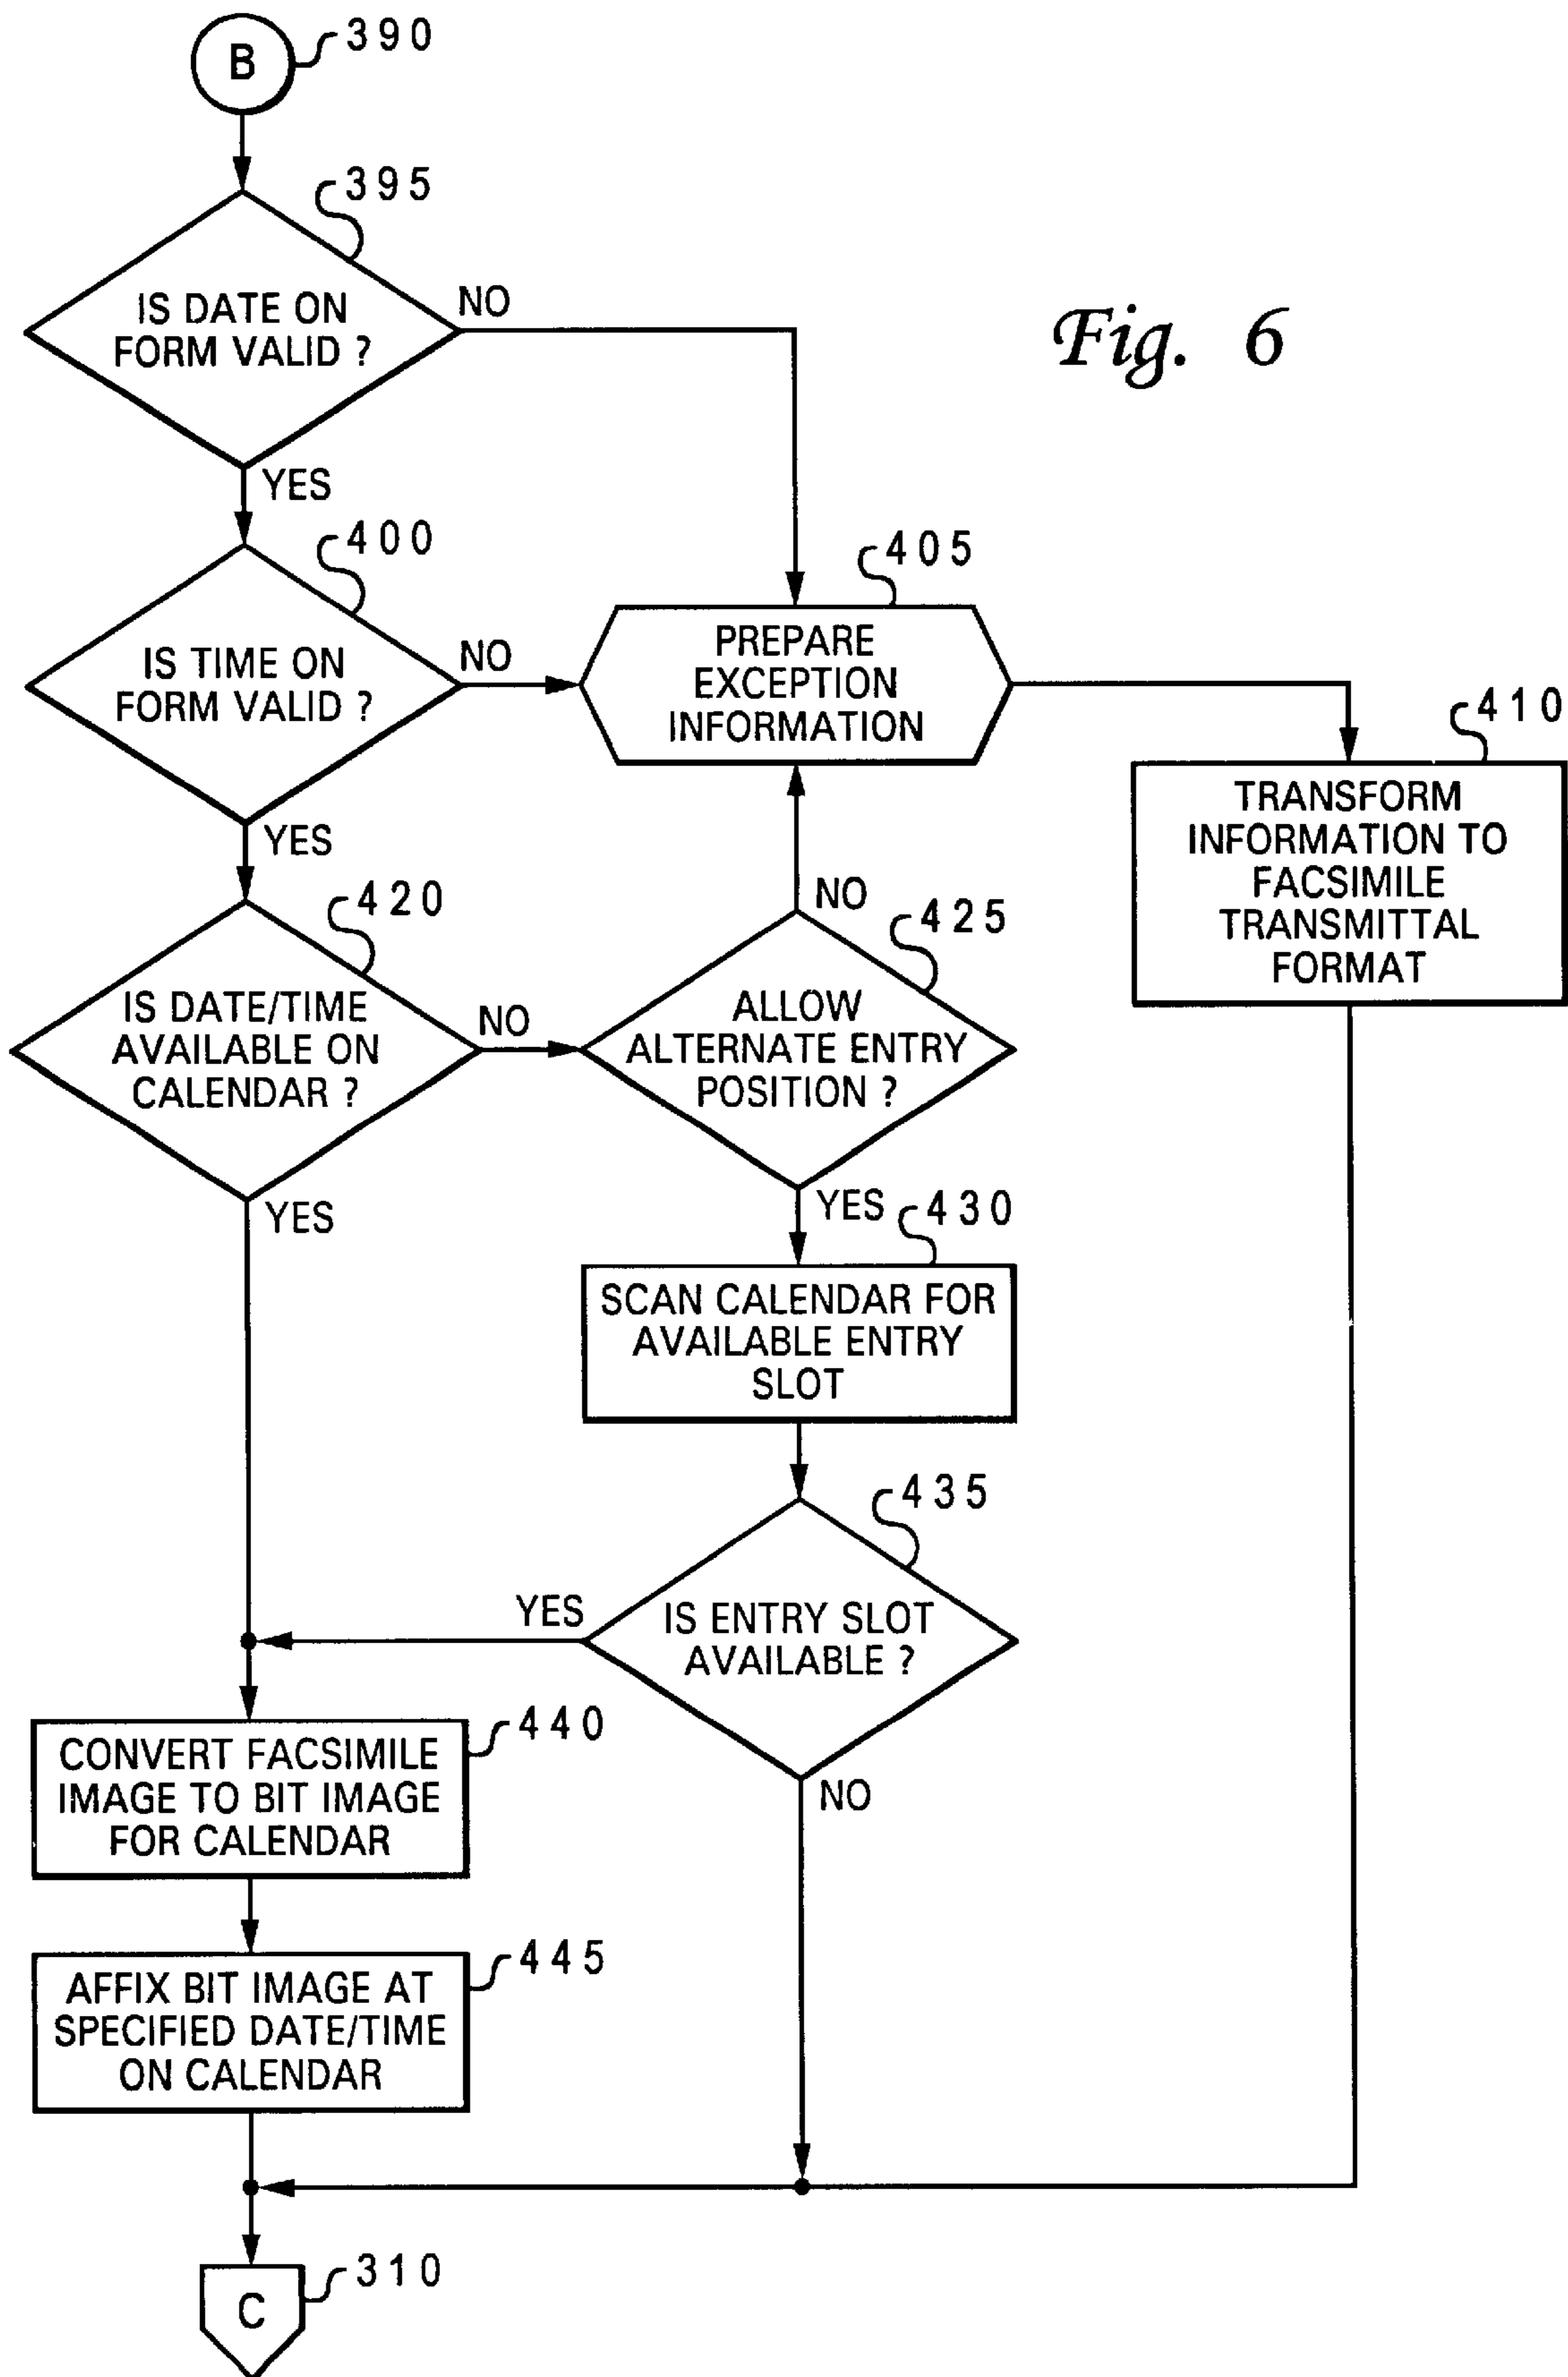 B
390
395
IS DATE ON
FORM VALID ?
NO
Fig. 6
YES
400
IS TIME ON
FORM VALID ?
NO
405
PREPARE
EXCEPTION
INFORMATION
410
TRANSFORM
INFORMATION TO
FACSIMILE
TRANSMITTAL
FORMAT
YES
420
IS DATE/TIME
AVAILABLE ON
CALENDAR ?
NO
NO
425
ALLOW
ALTERNATE ENTRY
POSITION ?
YES
YES
430
SCAN CALENDAR FOR
AVAILABLE ENTRY
SLOT
435
IS ENTRY SLOT
AVAILABLE ?
YES
NO
440
CONVERT FACSIMILE
IMAGE TO BIT IMAGE
FOR CALENDAR
445
AFFIX BIT IMAGE AT
SPECIFIED DATE/TIME
ON CALENDAR
310
C